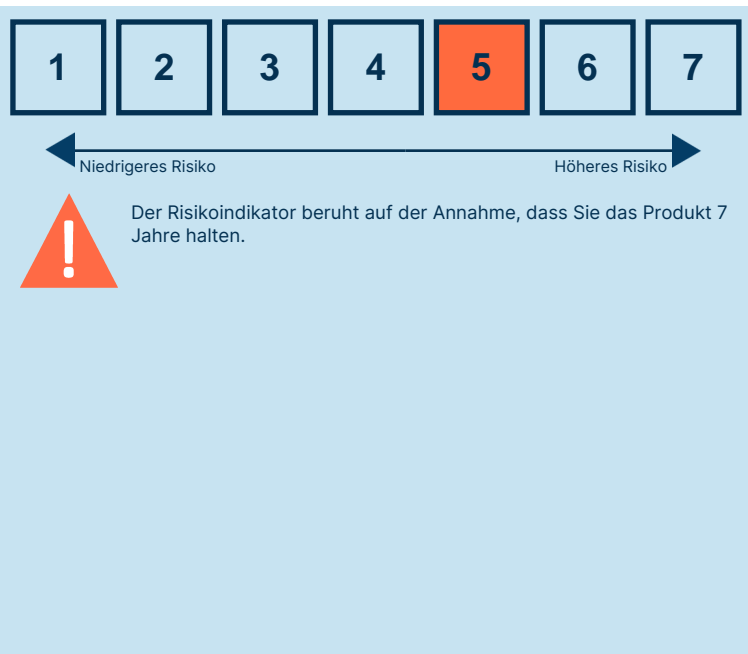 1 2 3 4 5 6 7
Niedrigeres Risiko Höheres Risiko
!
Der Risikoindikator beruht auf der Annahme, dass Sie das Produkt 7
Jahre halten.